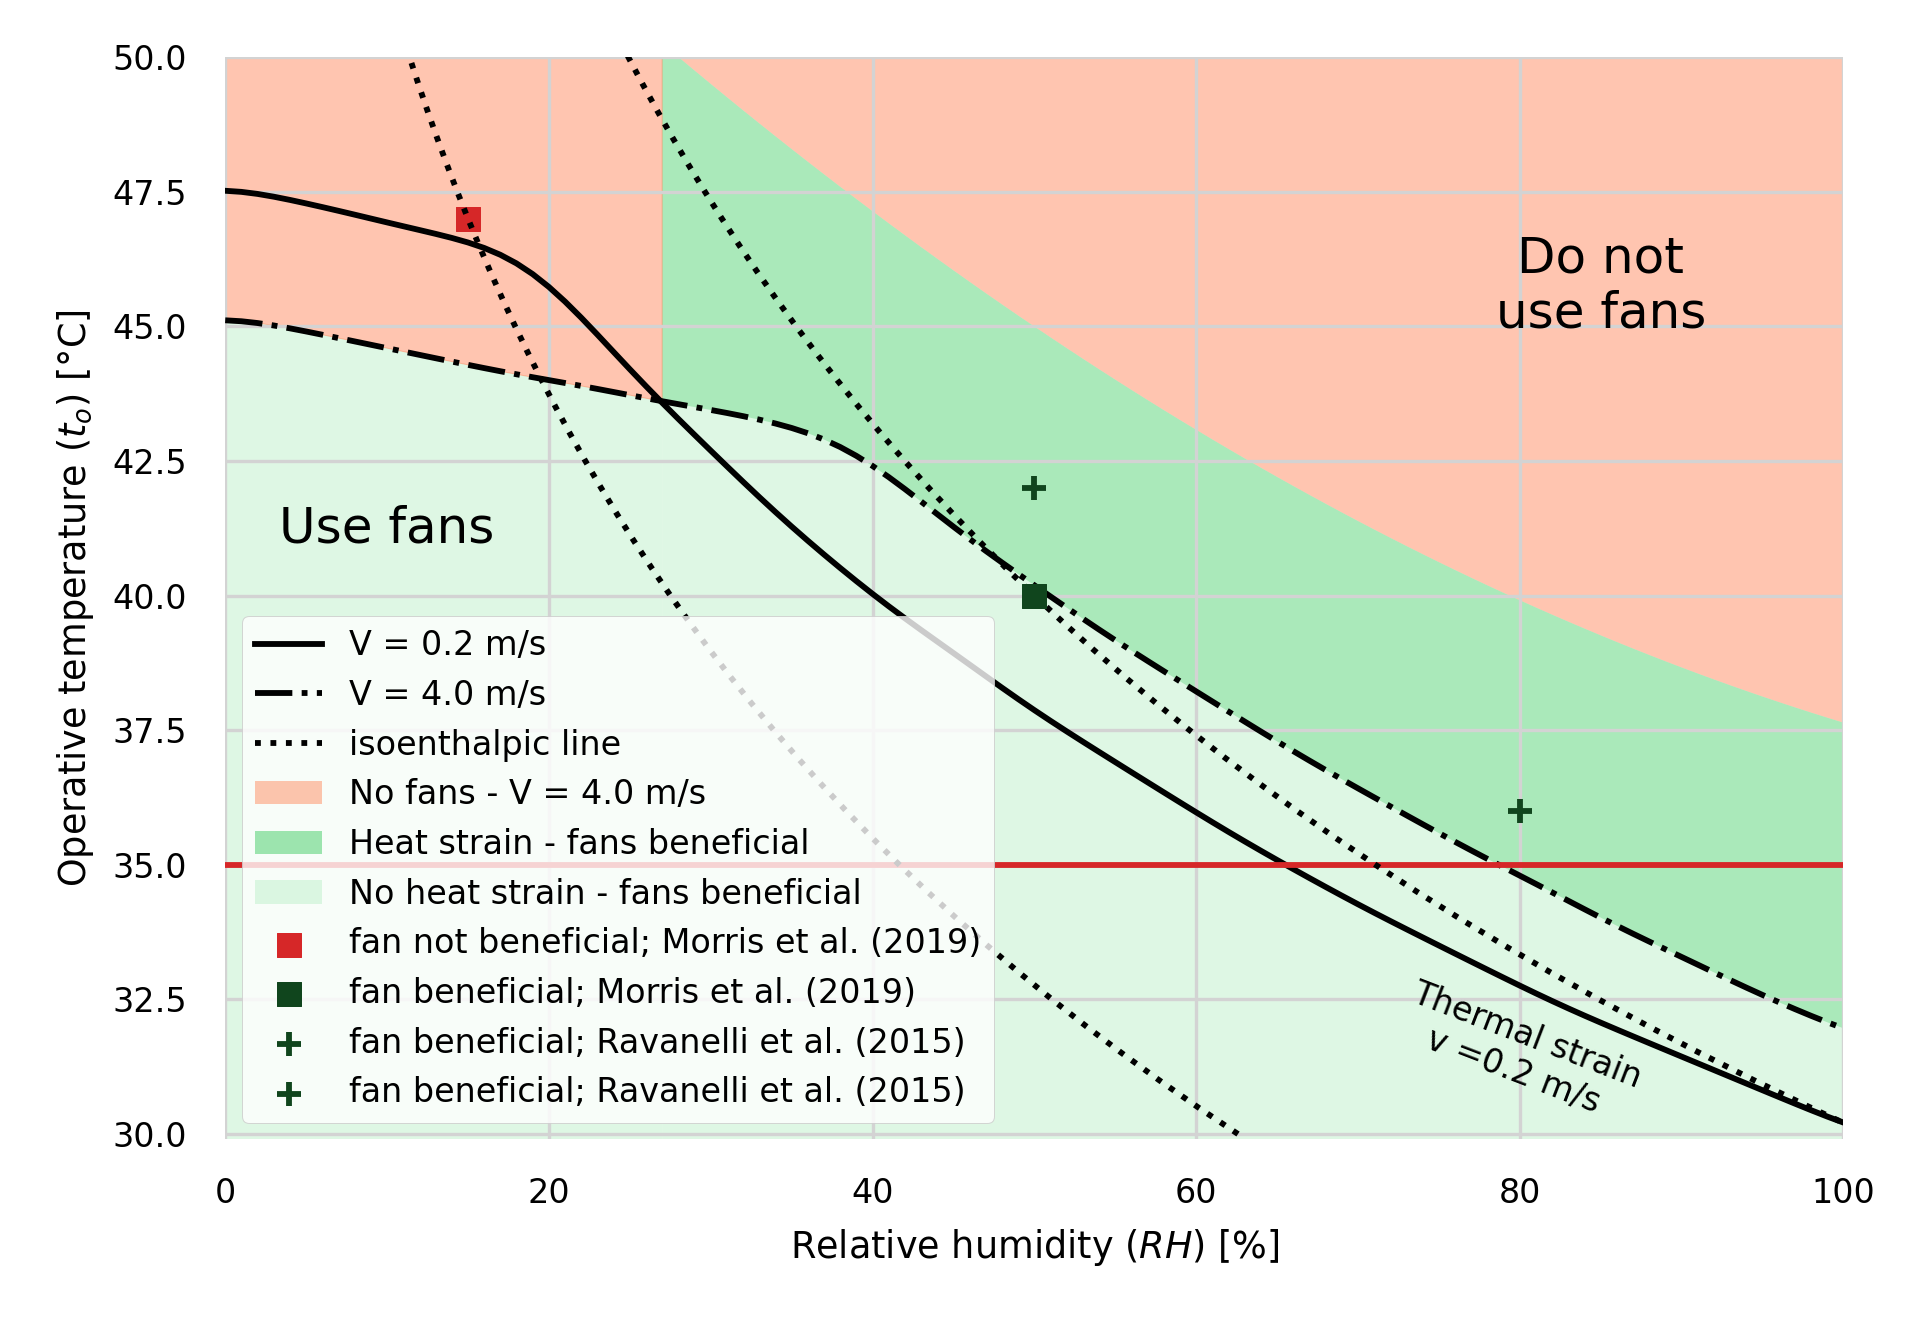 50.0
47.5
45.0
42.5
40.0
37.5
35.0
32.5
30.0
Operative temperature (tₒ) [°C]
Do not
use fans
Use fans
V = 0.2 m/s
V = 4.0 m/s
isoenthalpic line
No fans - V = 4.0 m/s
Heat strain - fans beneficial
No heat strain - fans beneficial
fan not beneficial; Morris et al. (2019)
fan beneficial; Morris et al. (2019)
fan beneficial; Ravanelli et al. (2015)
fan beneficial; Ravanelli et al. (2015)
Thermal strain
v =0.2 m/s
0 20 40 60 80 100
Relative humidity (RH) [%]